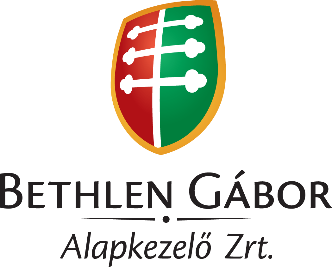 BETHLEN GÁBOR
Alapkezelő Zrt.